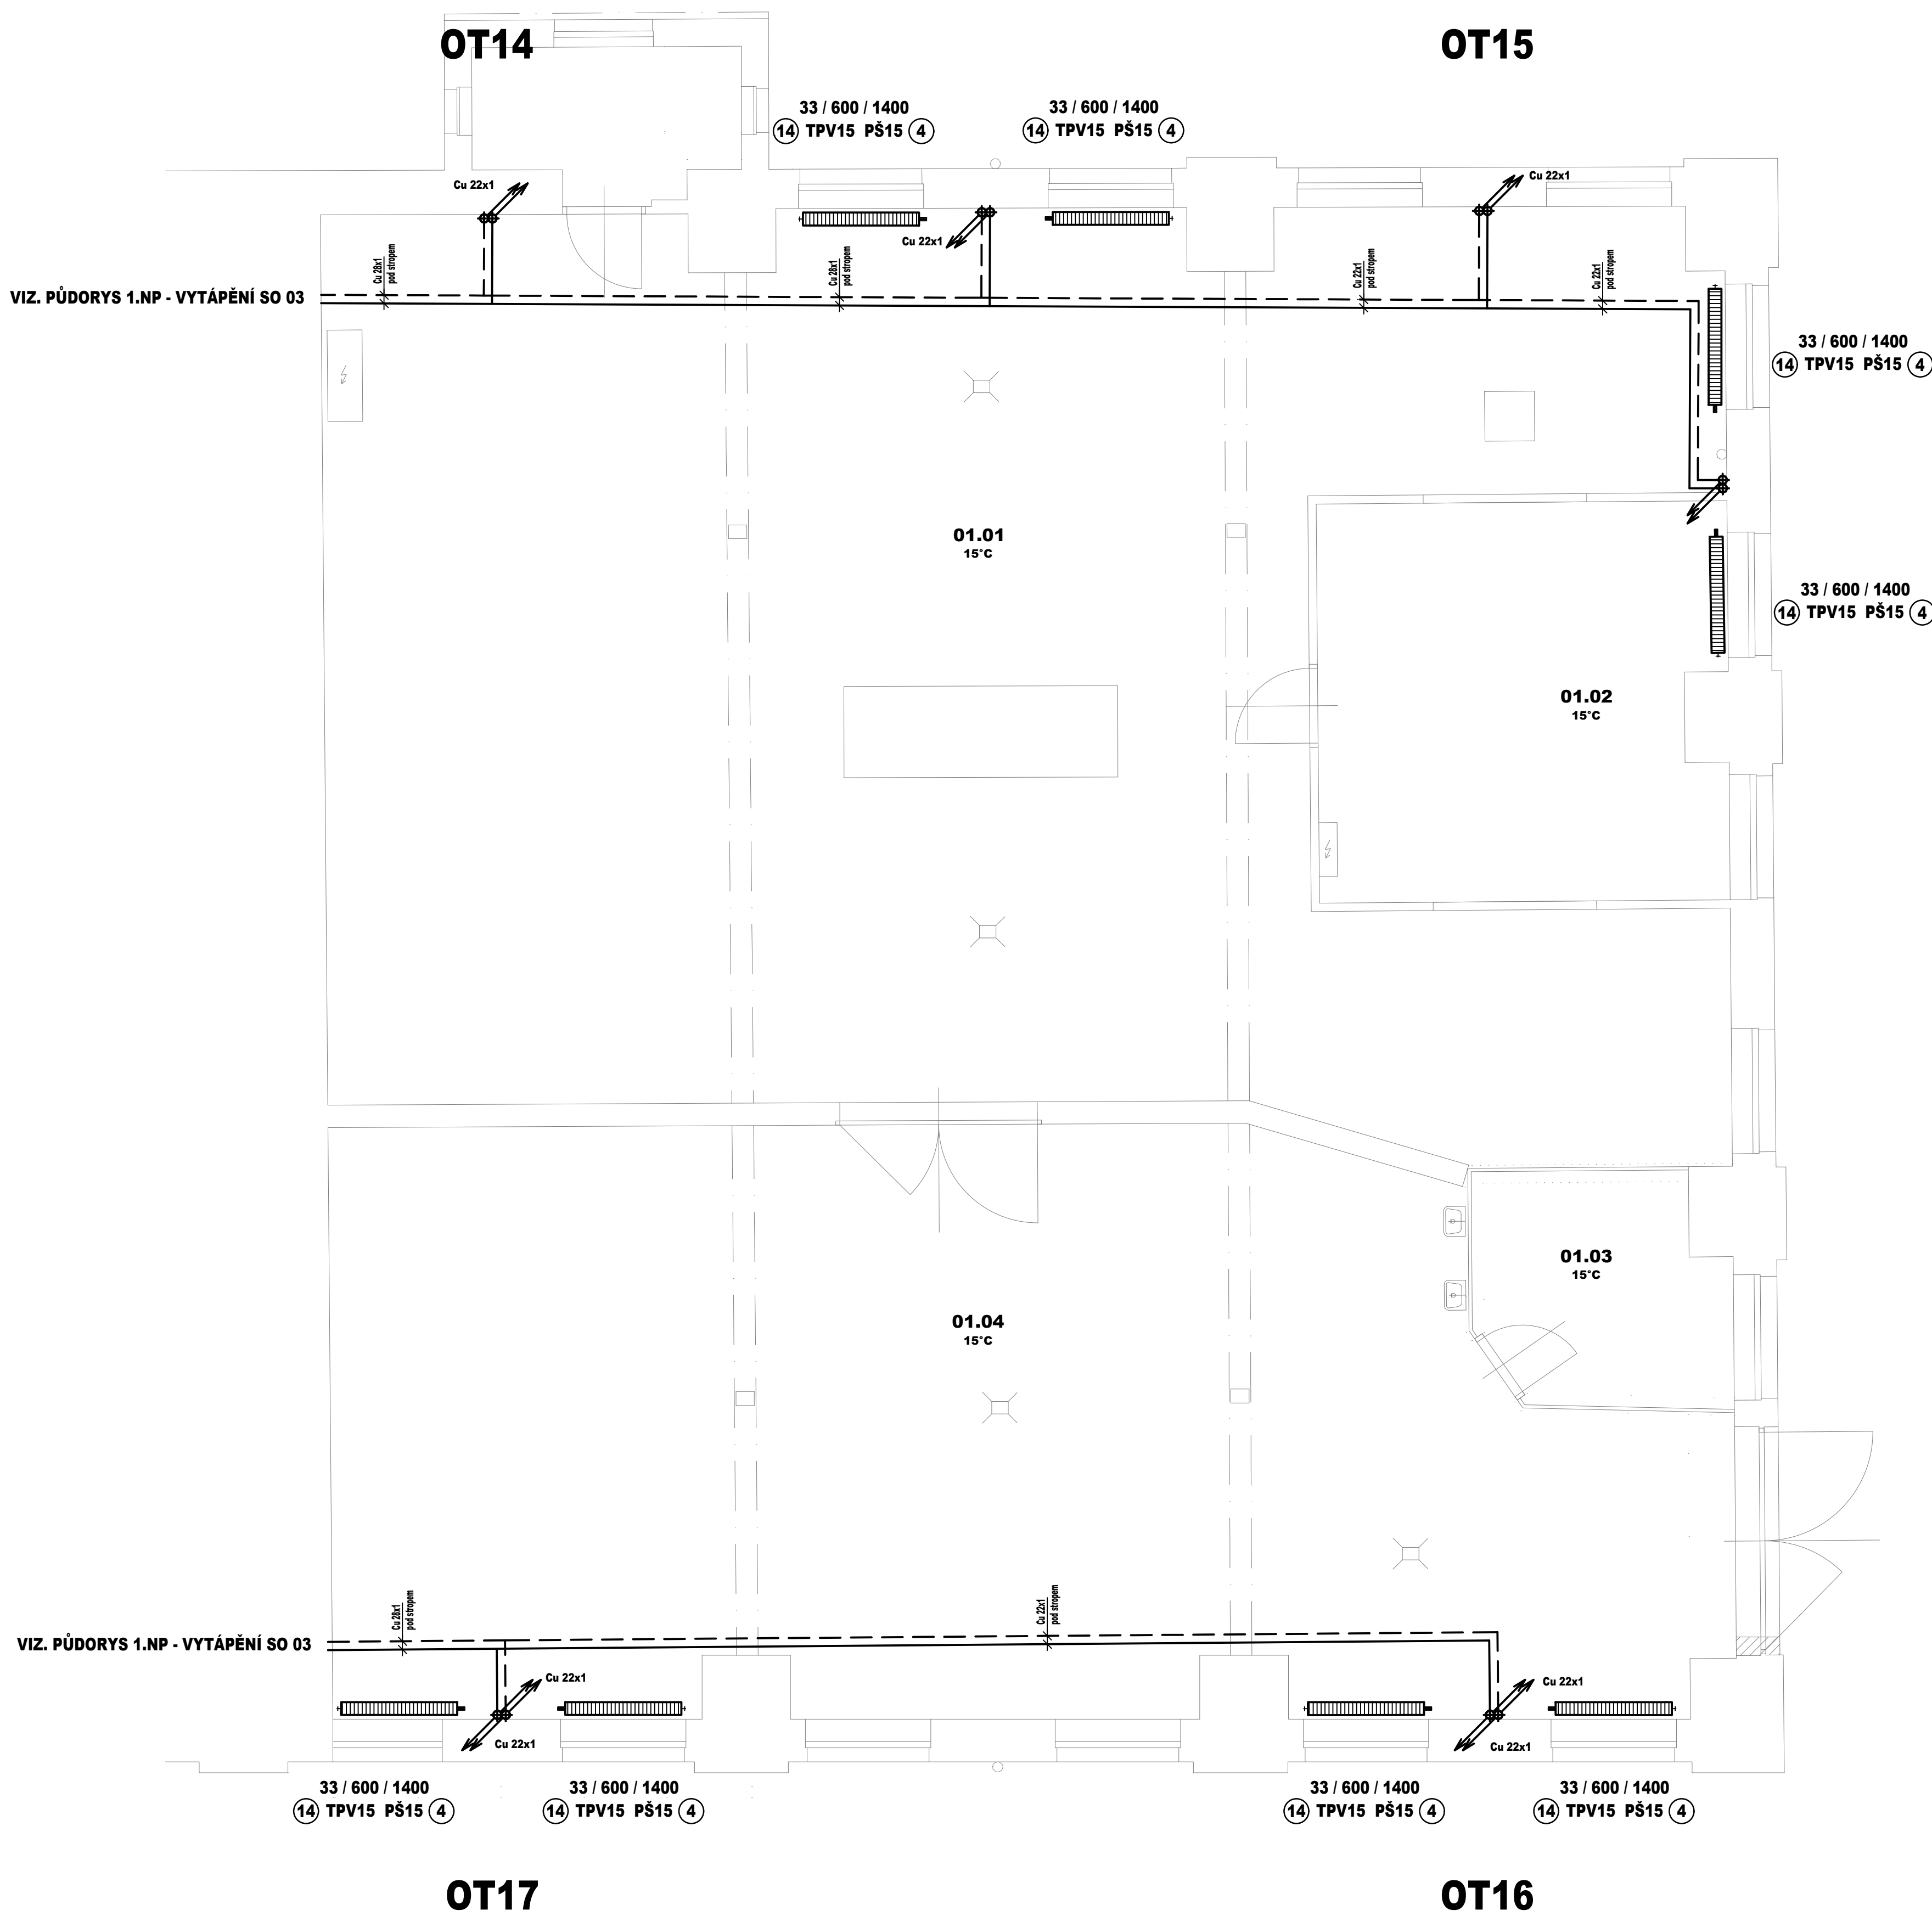 OT14
OT15
33 / 600 / 1400
14 TPV15 PŠ15 4
33 / 600 / 1400
14 TPV15 PŠ15 4
Cu 22x1
Cu 22x1
Cu 22x1
Cu 28x1
pod stropem
Cu 28x1
pod stropem
Cu 22x1
pod stropem
Cu 22x1
pod stropem
VIZ. PŮDORYS 1.NP - VYTÁPĚNÍ SO 03
33 / 600 / 1400
14 TPV15 PŠ15 4
01.01
15°C
33 / 600 / 1400
14 TPV15 PŠ15 4
01.02
15°C
01.03
15°C
01.04
15°C
Cu 28x1
pod stropem
Cu 22x1
pod stropem
VIZ. PŮDORYS 1.NP - VYTÁPĚNÍ SO 03
Cu 22x1
Cu 22x1
Cu 22x1
Cu 22x1
33 / 600 / 1400
14 TPV15 PŠ15 4
33 / 600 / 1400
14 TPV15 PŠ15 4
33 / 600 / 1400
14 TPV15 PŠ15 4
33 / 600 / 1400
14 TPV15 PŠ15 4
OT17
OT16